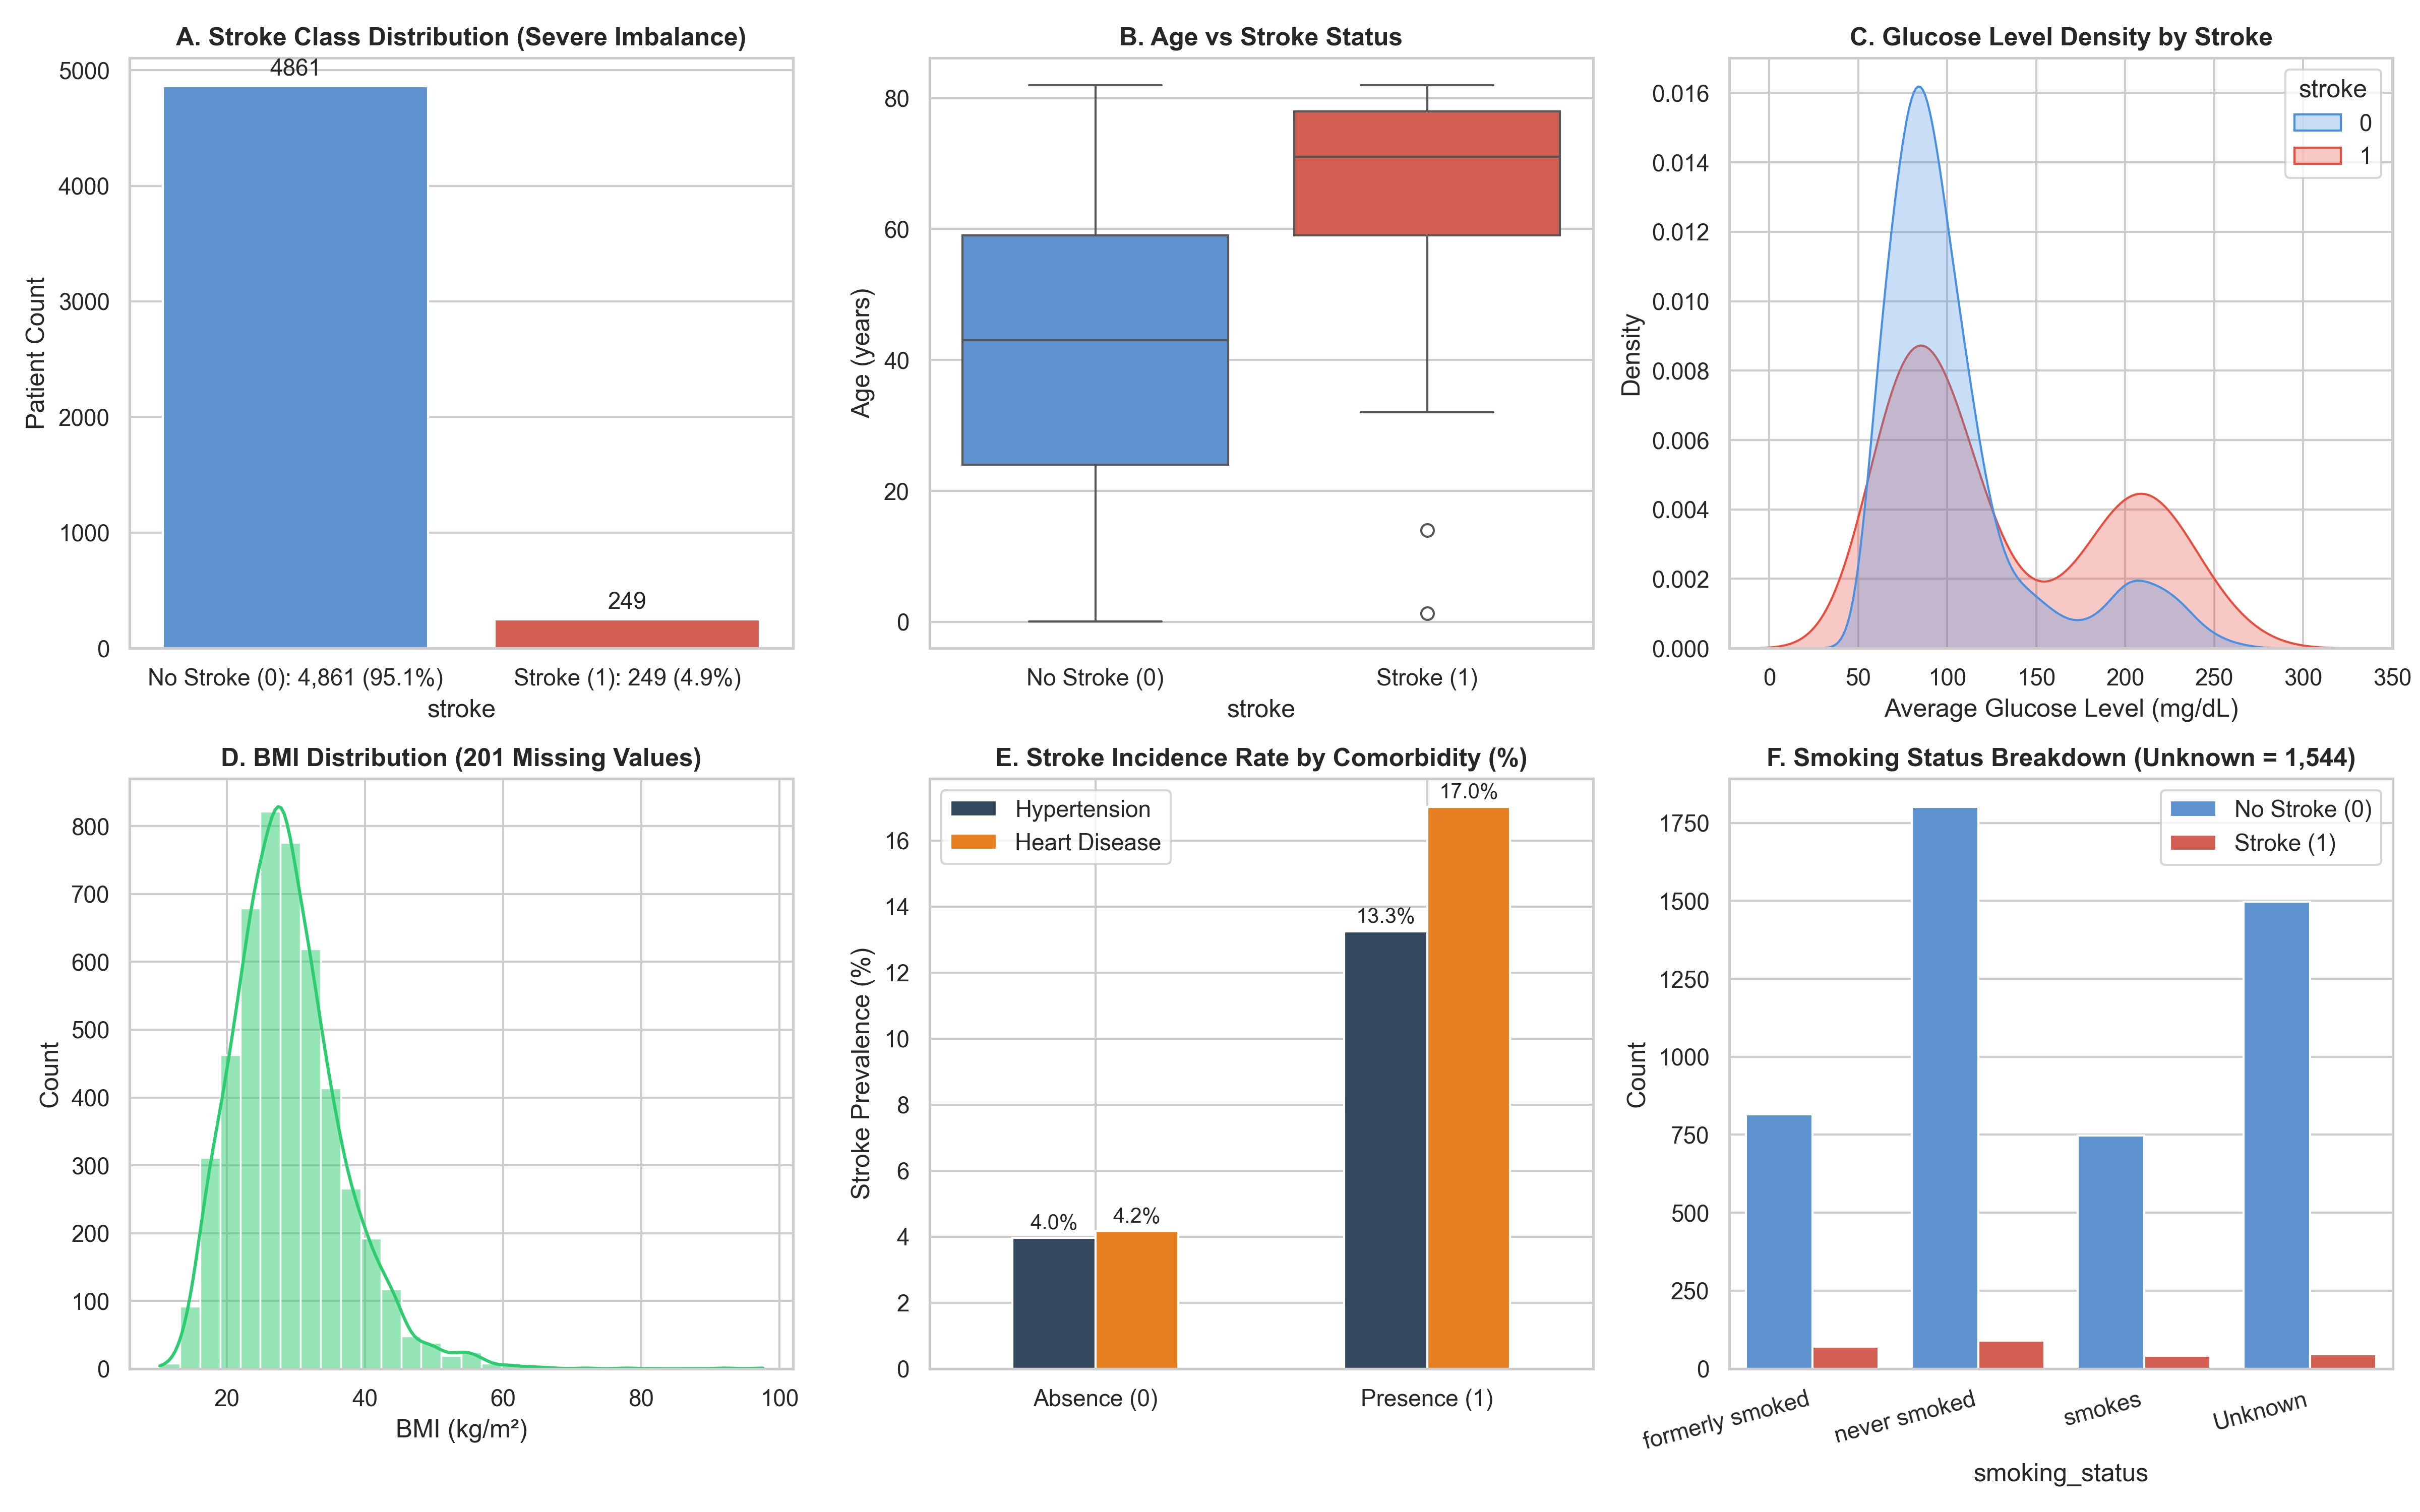 A. Stroke Class Distribution (Severe Imbalance)
5000
4000
3000
2000
1000
0
Patient Count
4861
249
No Stroke (0): 4,861 (95.1%)
Stroke (1): 249 (4.9%)
stroke
B. Age vs Stroke Status
80
60
40
20
0
Age (years)
No Stroke (0)
Stroke (1)
stroke
C. Glucose Level Density by Stroke
stroke
0
1
0.016
0.014
0.012
0.010
0.008
0.006
0.004
0.002
0.000
Density
0
50
100
150
200
250
300
350
Average Glucose Level (mg/dL)
D. BMI Distribution (201 Missing Values)
800
700
600
500
400
300
200
100
0
Count
20
40
60
80
100
BMI (kg/m²)
E. Stroke Incidence Rate by Comorbidity (%)
Hypertension
Heart Disease
16
14
12
10
8
6
4
2
0
Stroke Prevalence (%)
4.0%
4.2%
13.3%
17.0%
Absence (0)
Presence (1)
F. Smoking Status Breakdown (Unknown = 1,544)
No Stroke (0)
Stroke (1)
1750
1500
1250
1000
750
500
250
0
Count
formerly smoked
never smoked
smokes
Unknown
smoking_status